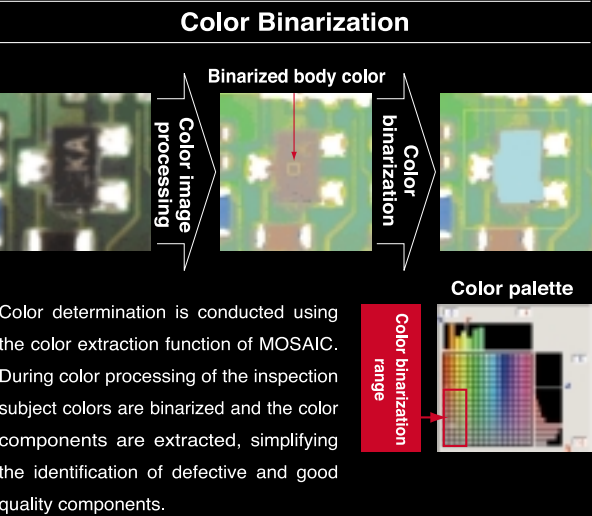 Color Binarization
Binarized body color
KA
Color image
processing
Color
binarization
Color palette
Color binarization
range
Color determination is conducted using
the color extraction function of MOSAIC.
During color processing of the inspection
subject colors are binarized and the color
components are extracted, simplifying
the identification of defective and good
quality components.